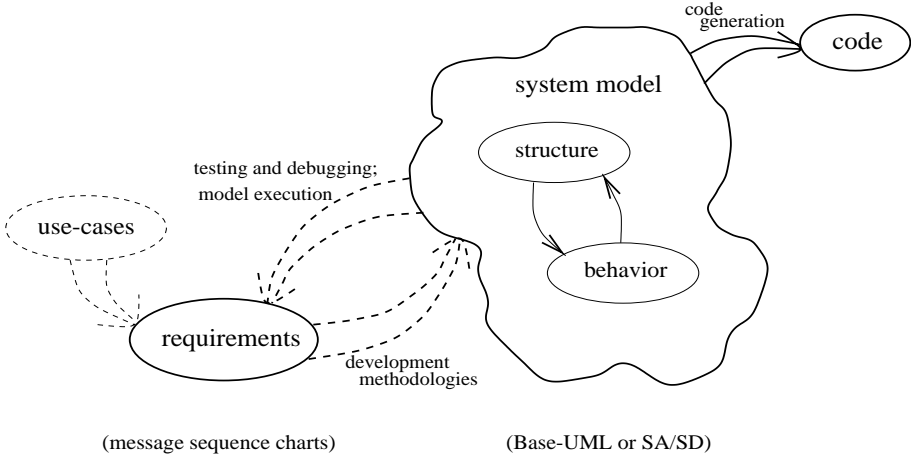 code
generation
code
system model
structure
testing and debugging;
model execution
use-cases
behavior
requirements
development
methodologies
(message sequence charts)
(Base-UML or SA/SD)